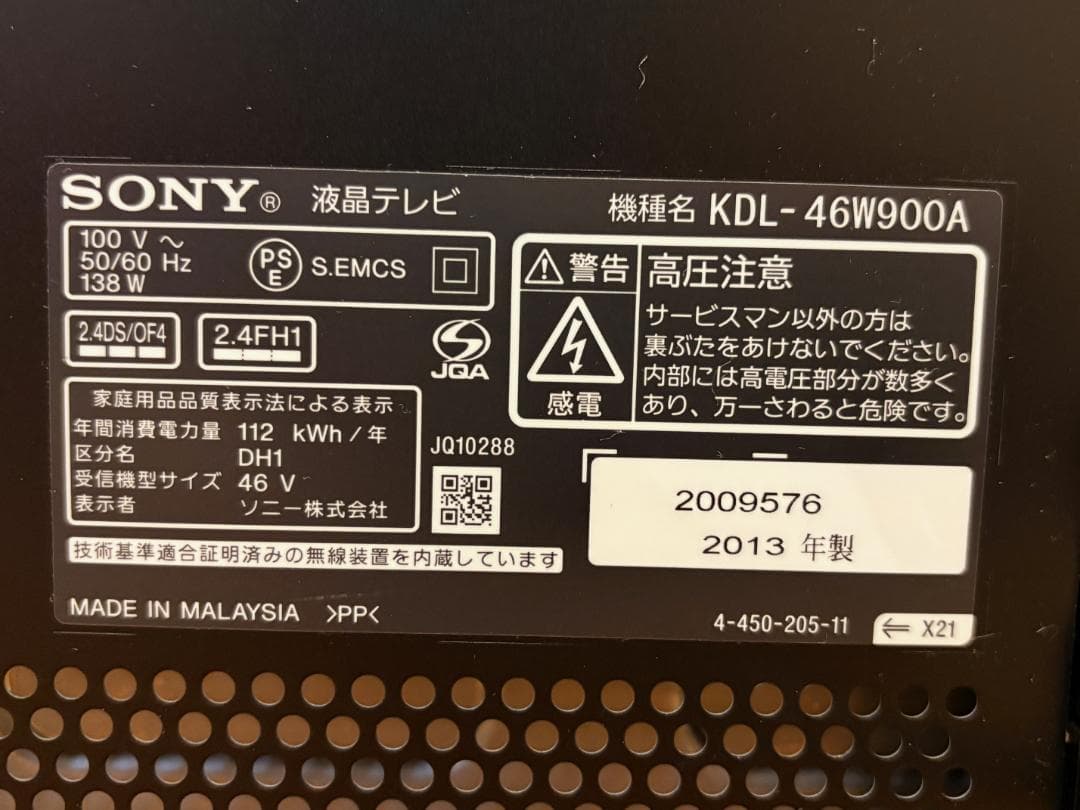 SONY® 液晶テレビ
機種名 KDL-46W900A
100 V ～
50/60 Hz
138 W
PS
E
S.EMCS
2.4DS/OF4
2.4FH1
JQA
警告
高圧注意
サービスマン以外の方は
裏ぶたをあけないでください。
内部には高電圧部分が数多く
あり、万一さわると危険です。
感電
家庭用品品質表示法による表示
年間消費電力量 112 kWh / 年
区分名 DH1
受信機型サイズ 46 V
表示者 ソニー株式会社
JQ10288
2009576
2013 年製
技術基準適合証明済みの無線装置を内蔵しています
MADE IN MALAYSIA >PP<
4-450-205-11
⇐ X21